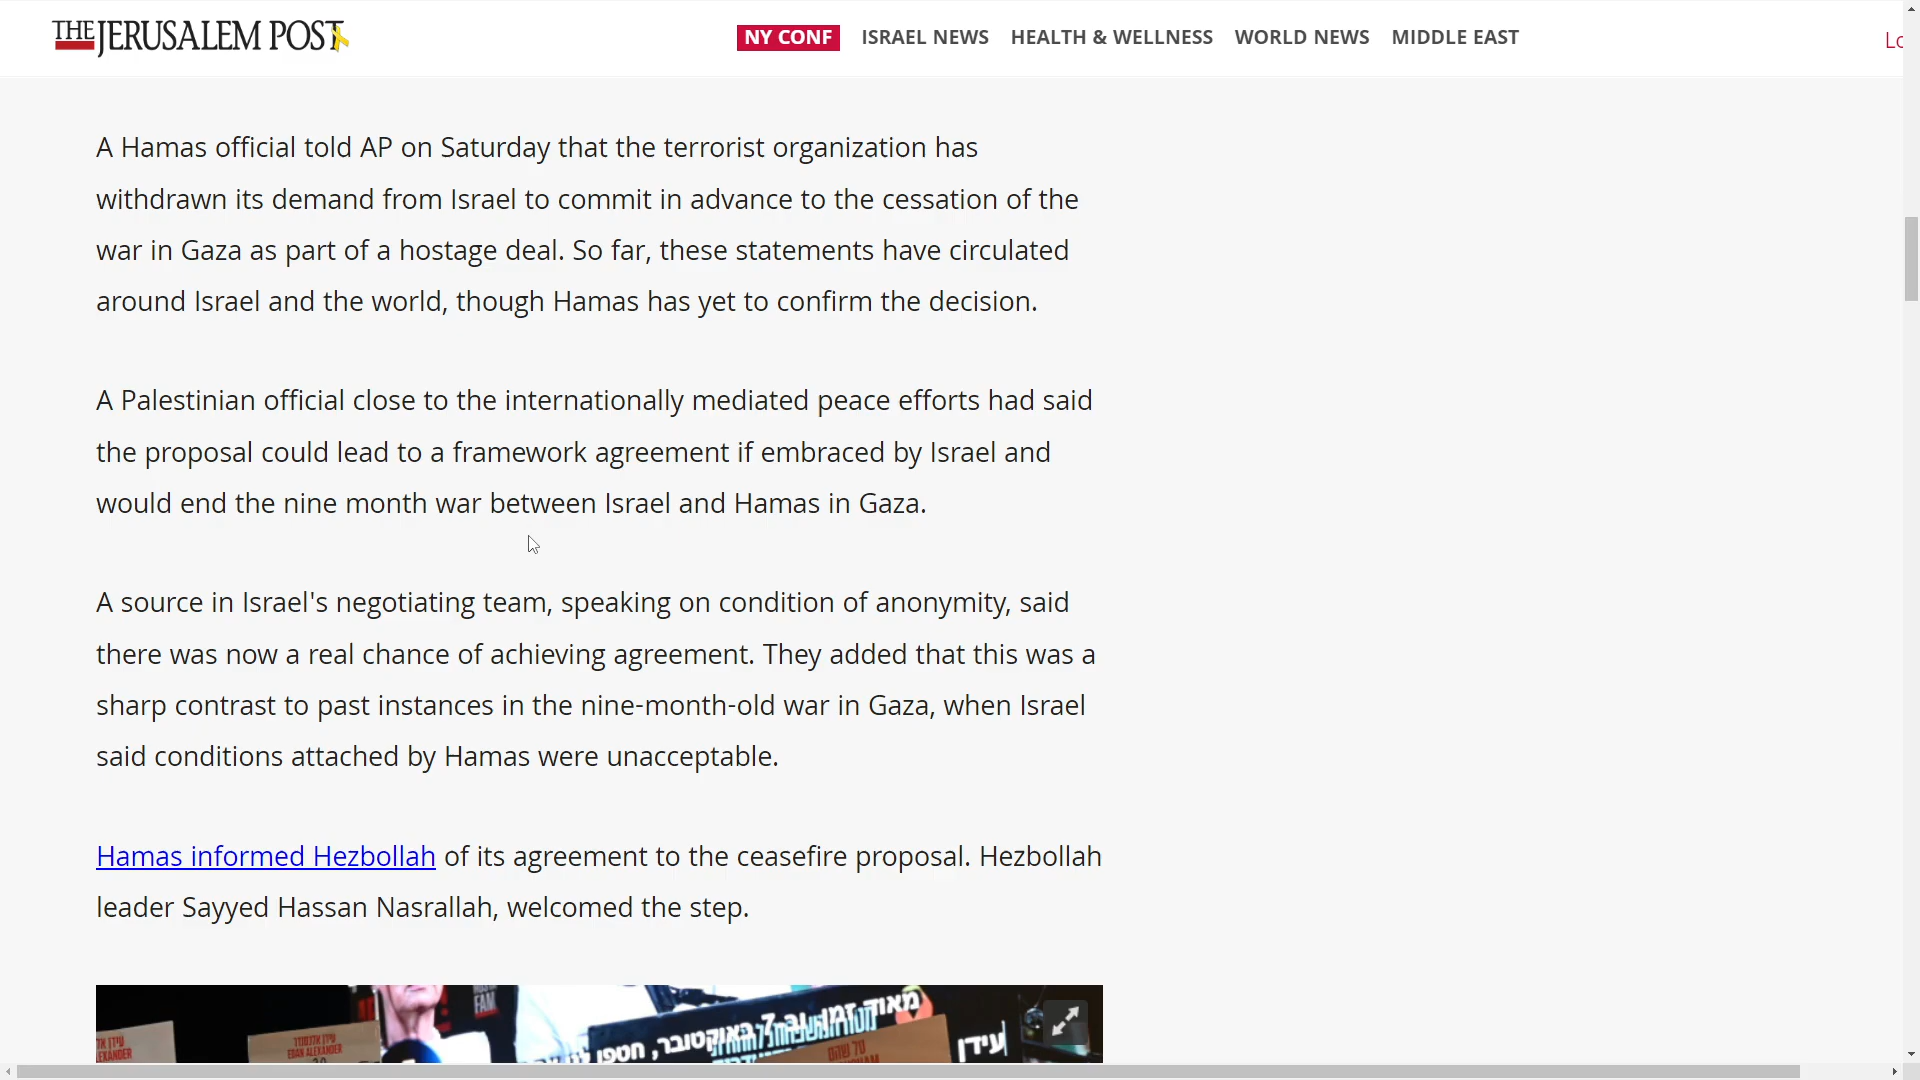 THE JERUSALEM POST
NY CONF ISRAEL NEWS HEALTH & WELLNESS WORLD NEWS MIDDLE EAST
A Hamas official told AP on Saturday that the terrorist organization has
withdrawn its demand from Israel to commit in advance to the cessation of the
war in Gaza as part of a hostage deal. So far, these statements have circulated
around Israel and the world, though Hamas has yet to confirm the decision.
A Palestinian official close to the internationally mediated peace efforts had said
the proposal could lead to a framework agreement if embraced by Israel and
would end the nine month war between Israel and Hamas in Gaza.
A source in Israel's negotiating team, speaking on condition of anonymity, said
there was now a real chance of achieving agreement. They added that this was a
sharp contrast to past instances in the nine-month-old war in Gaza, when Israel
said conditions attached by Hamas were unacceptable.
Hamas informed Hezbollah of its agreement to the ceasefire proposal. Hezbollah
leader Sayyed Hassan Nasrallah, welcomed the step.
מאוד זמן
ב-7 באוקטובר, חטפו
עידן
EDAN ALEXANDER